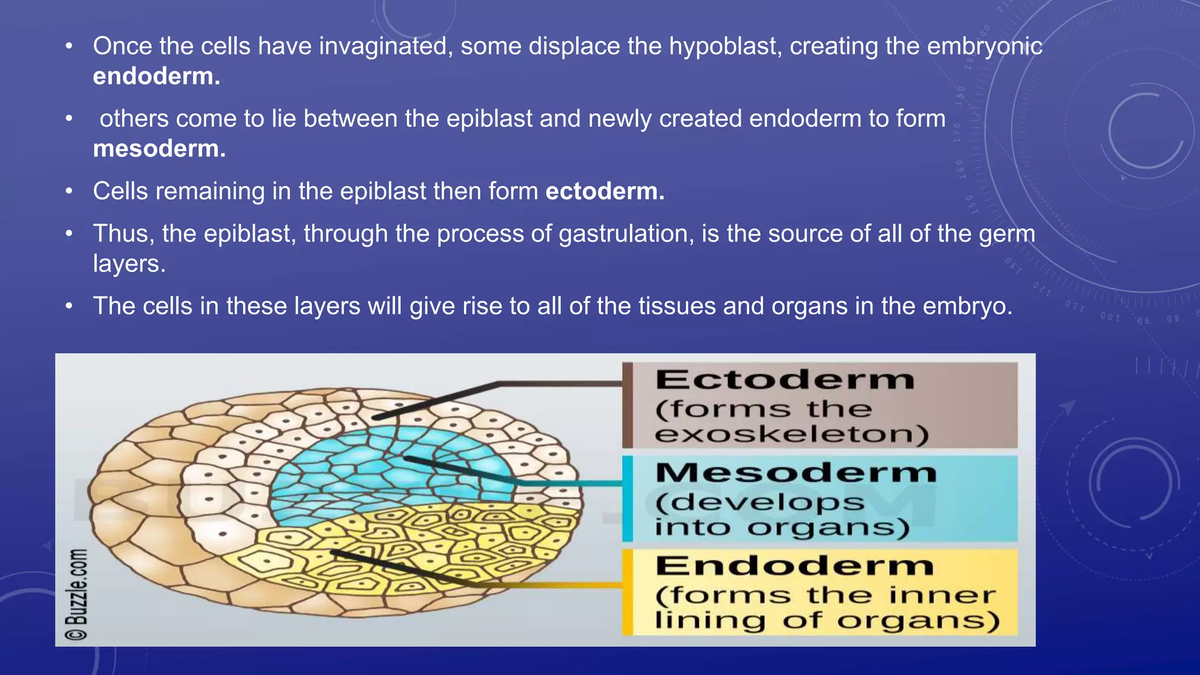 • Once the cells have invaginated, some displace the hypoblast, creating the embryonic
endoderm.
• others come to lie between the epiblast and newly created endoderm to form
mesoderm.
• Cells remaining in the epiblast then form ectoderm.
• Thus, the epiblast, through the process of gastrulation, is the source of all of the germ
layers.
• The cells in these layers will give rise to all of the tissues and organs in the embryo.
Ectoderm
(forms the
exoskeleton)
Mesoderm
(develops
into organs)
Endoderm
(forms the inner
lining of organs)
© Buzzle.com